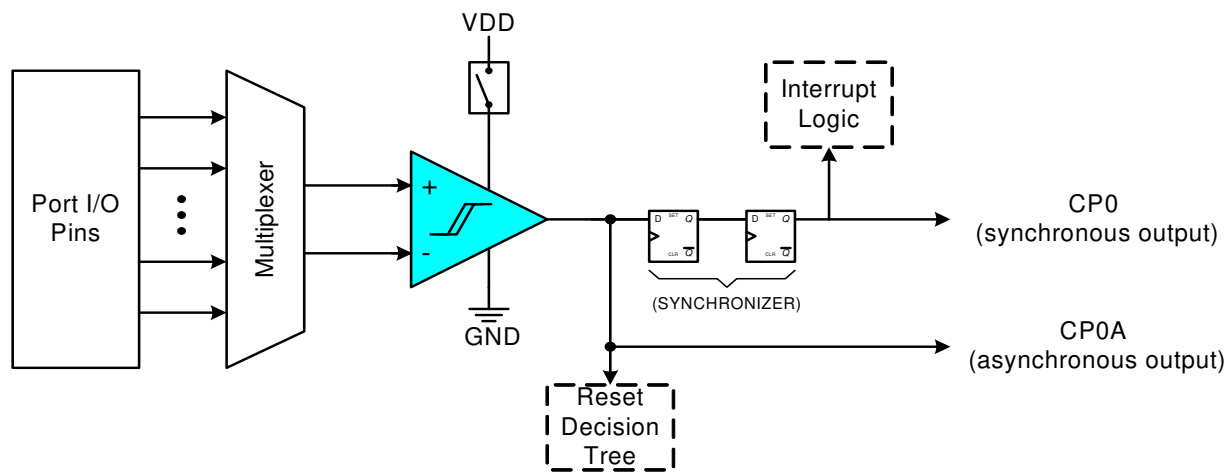 VDD
Port I/O
Pins
Multiplexer
+
-
GND
D SET Q
CLR Q
D SET Q
CLR Q
(SYNCHRONIZER)
Interrupt
Logic
CP0
(synchronous output)
CP0A
(asynchronous output)
Reset
Decision
Tree